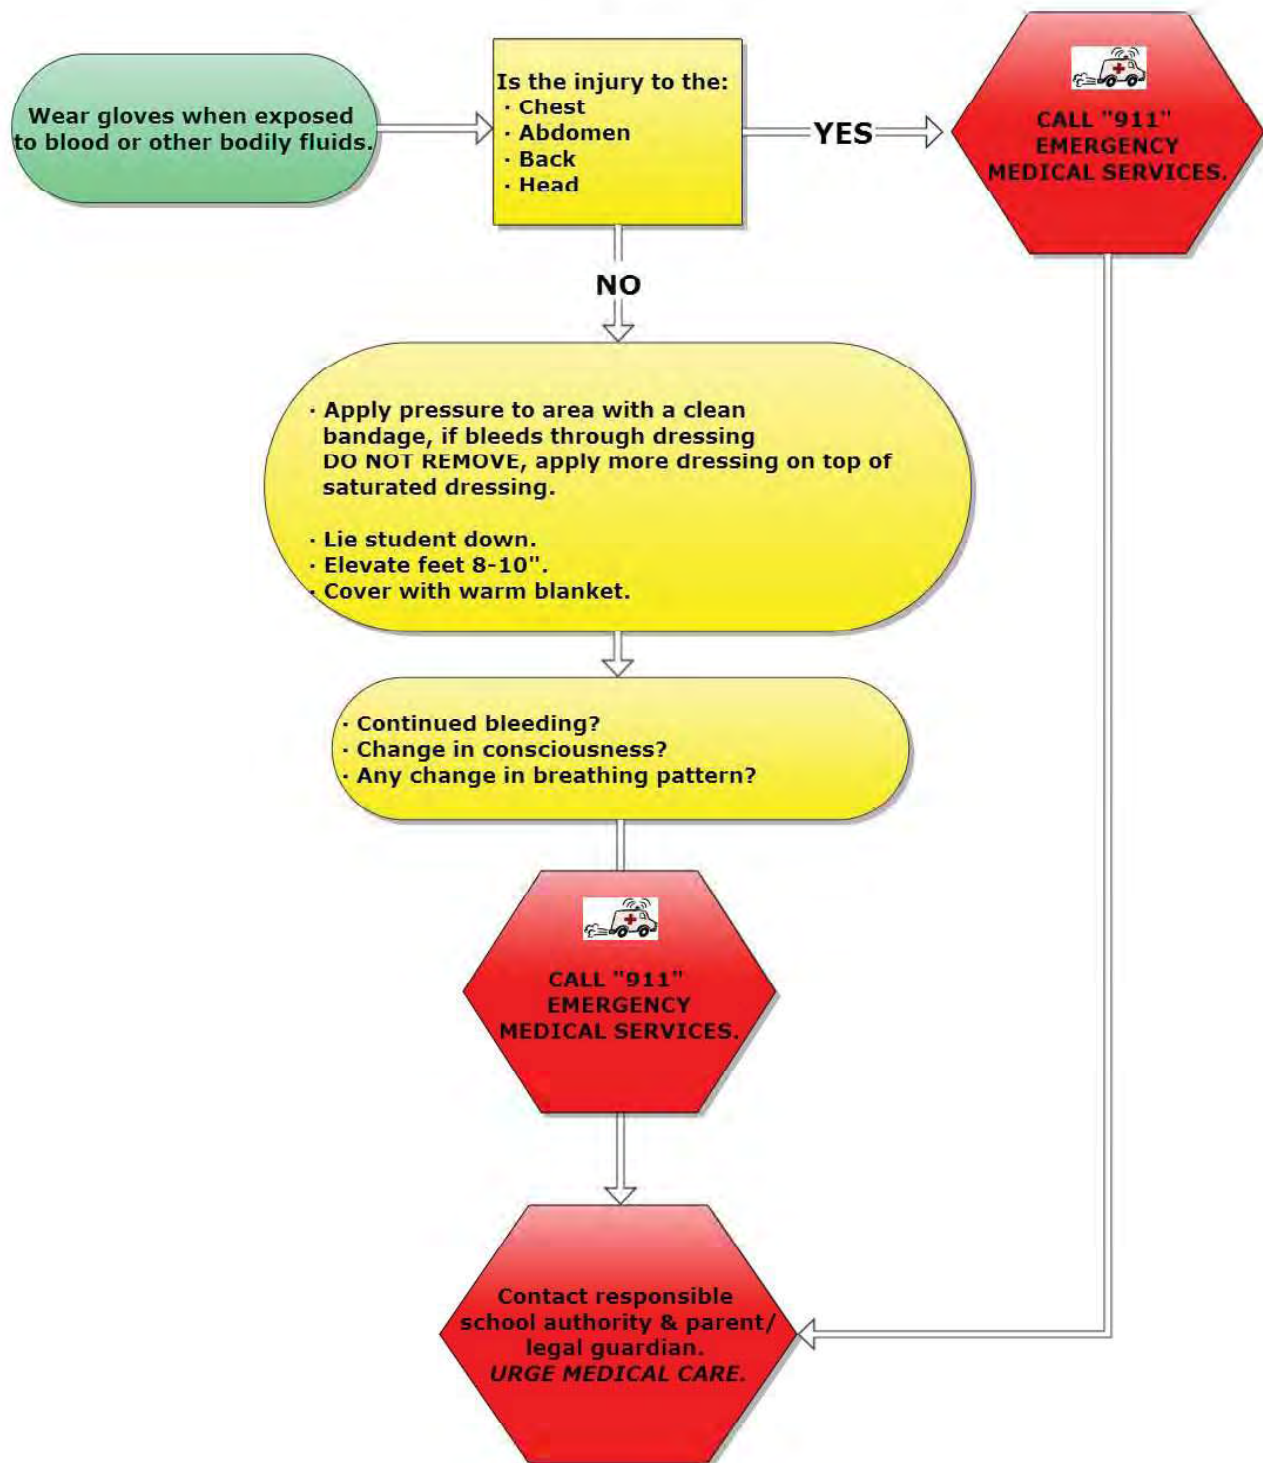 Wear gloves when exposed
to blood or other bodily fluids.
Is the injury to the:
· Chest
· Abdomen
· Back
· Head
YES
CALL "911"
EMERGENCY
MEDICAL SERVICES.
NO
· Apply pressure to area with a clean
bandage, if bleeds through dressing
DO NOT REMOVE, apply more dressing on top of
saturated dressing.
· Lie student down.
· Elevate feet 8-10".
· Cover with warm blanket.
· Continued bleeding?
· Change in consciousness?
· Any change in breathing pattern?
CALL "911"
EMERGENCY
MEDICAL SERVICES.
Contact responsible
school authority & parent/
legal guardian.
URGE MEDICAL CARE.